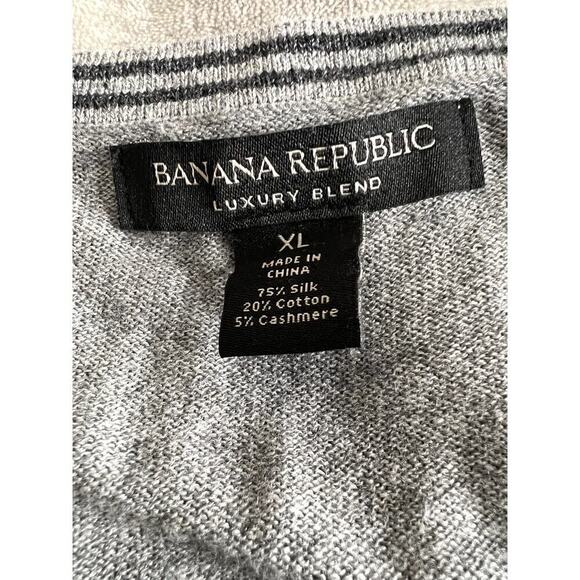 BANANA REPUBLIC
LUXURY BLEND
XL
MADE IN
CHINA
75% Silk
20% Cotton
5% Cashmere